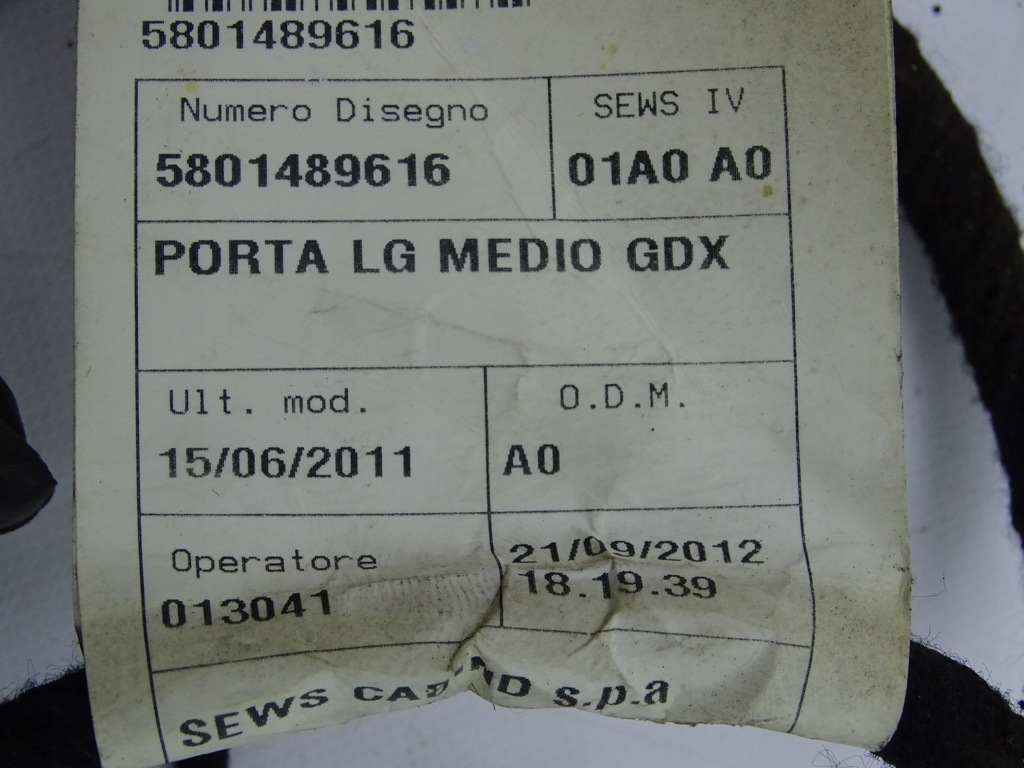 5801489616
Numero Disegno
SEWS IV
5801489616
01A0 A0
PORTA LG MEDIO GDX
Ult. mod.
O.D.M.
15/06/2011
A0
Operatore
21/09/2012
18.19.39
013041
SEWS s.p.a